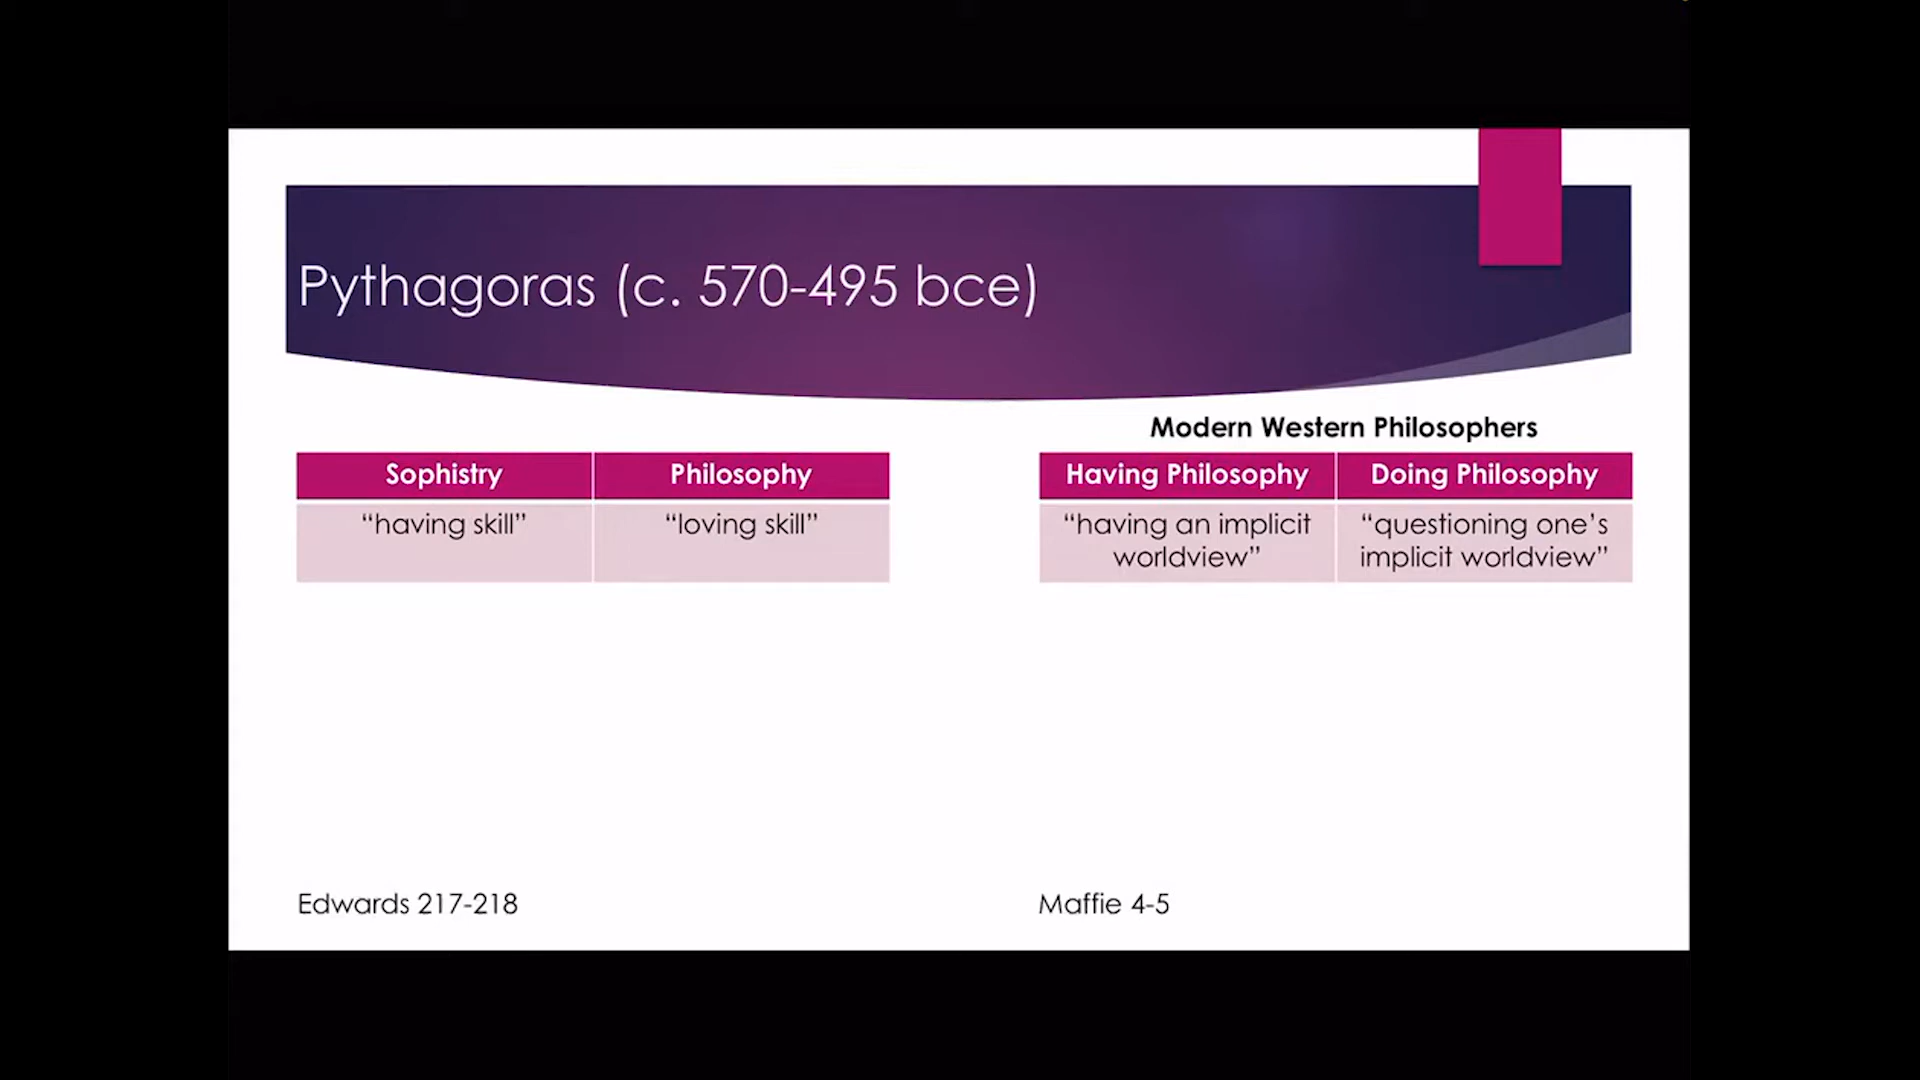 Pythagoras (c. 570-495 bce)
Sophistry
Philosophy
“having skill”
“loving skill”
Modern Western Philosophers
Having Philosophy
Doing Philosophy
“having an implicit
worldview”
“questioning one’s
implicit worldview”
Edwards 217-218
Maffie 4-5